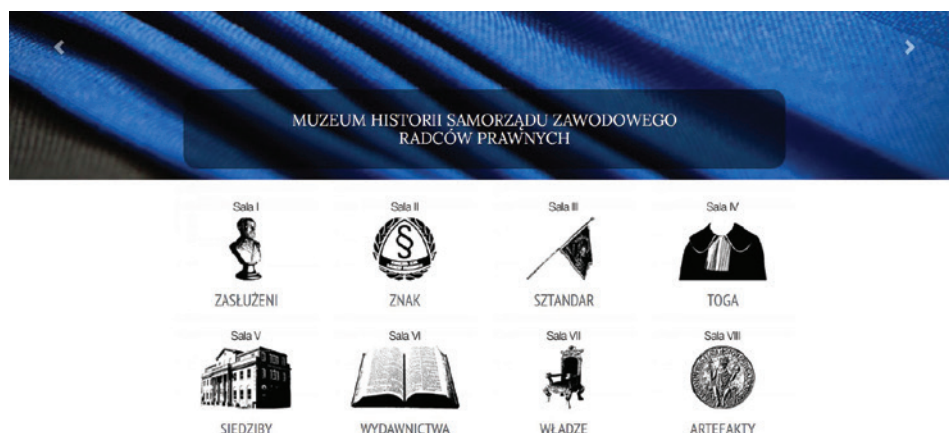 MUZEUM HISTORII SAMORZĄDU ZAWODOWEGO
RADCÓW PRAWNYCH
Sala I
Sala II
Sala III
Sala IV
§
ZASŁUŻENI
ZNAK
SZTANDAR
TOGA
Sala V
Sala VI
Sala VII
Sala VIII
SIEDZIBY
WYDAWNICTWA
WŁADZE
ARTEFAKTY